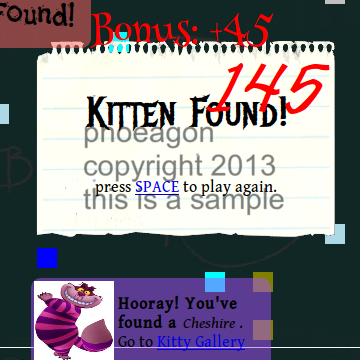 Found!
Bonus: +45
145
Kitten Found!
phoeagon
copyright 2013
press SPACE to play again.
this is a sample
Hooray! You've
found a Cheshire .
Go to Kitty Gallery